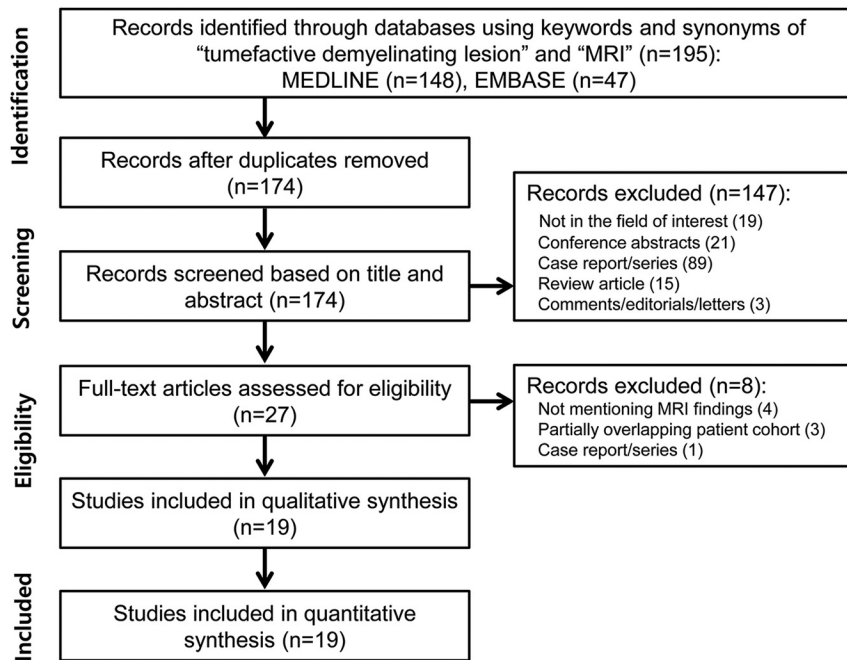 Identification
Records identified through databases using keywords and synonyms of
“tumefactive demyelinating lesion” and “MRI” (n=195):
MEDLINE (n=148), EMBASE (n=47)
Records after duplicates removed
(n=174)
Screening
Records screened based on title and
abstract (n=174)
Records excluded (n=147):
Not in the field of interest (19)
Conference abstracts (21)
Case report/series (89)
Review article (15)
Comments/editorials/letters (3)
Eligibility
Full-text articles assessed for eligibility
(n=27)
Records excluded (n=8):
Not mentioning MRI findings (4)
Partially overlapping patient cohort (3)
Case report/series (1)
Studies included in qualitative synthesis
(n=19)
Included
Studies included in quantitative
synthesis (n=19)